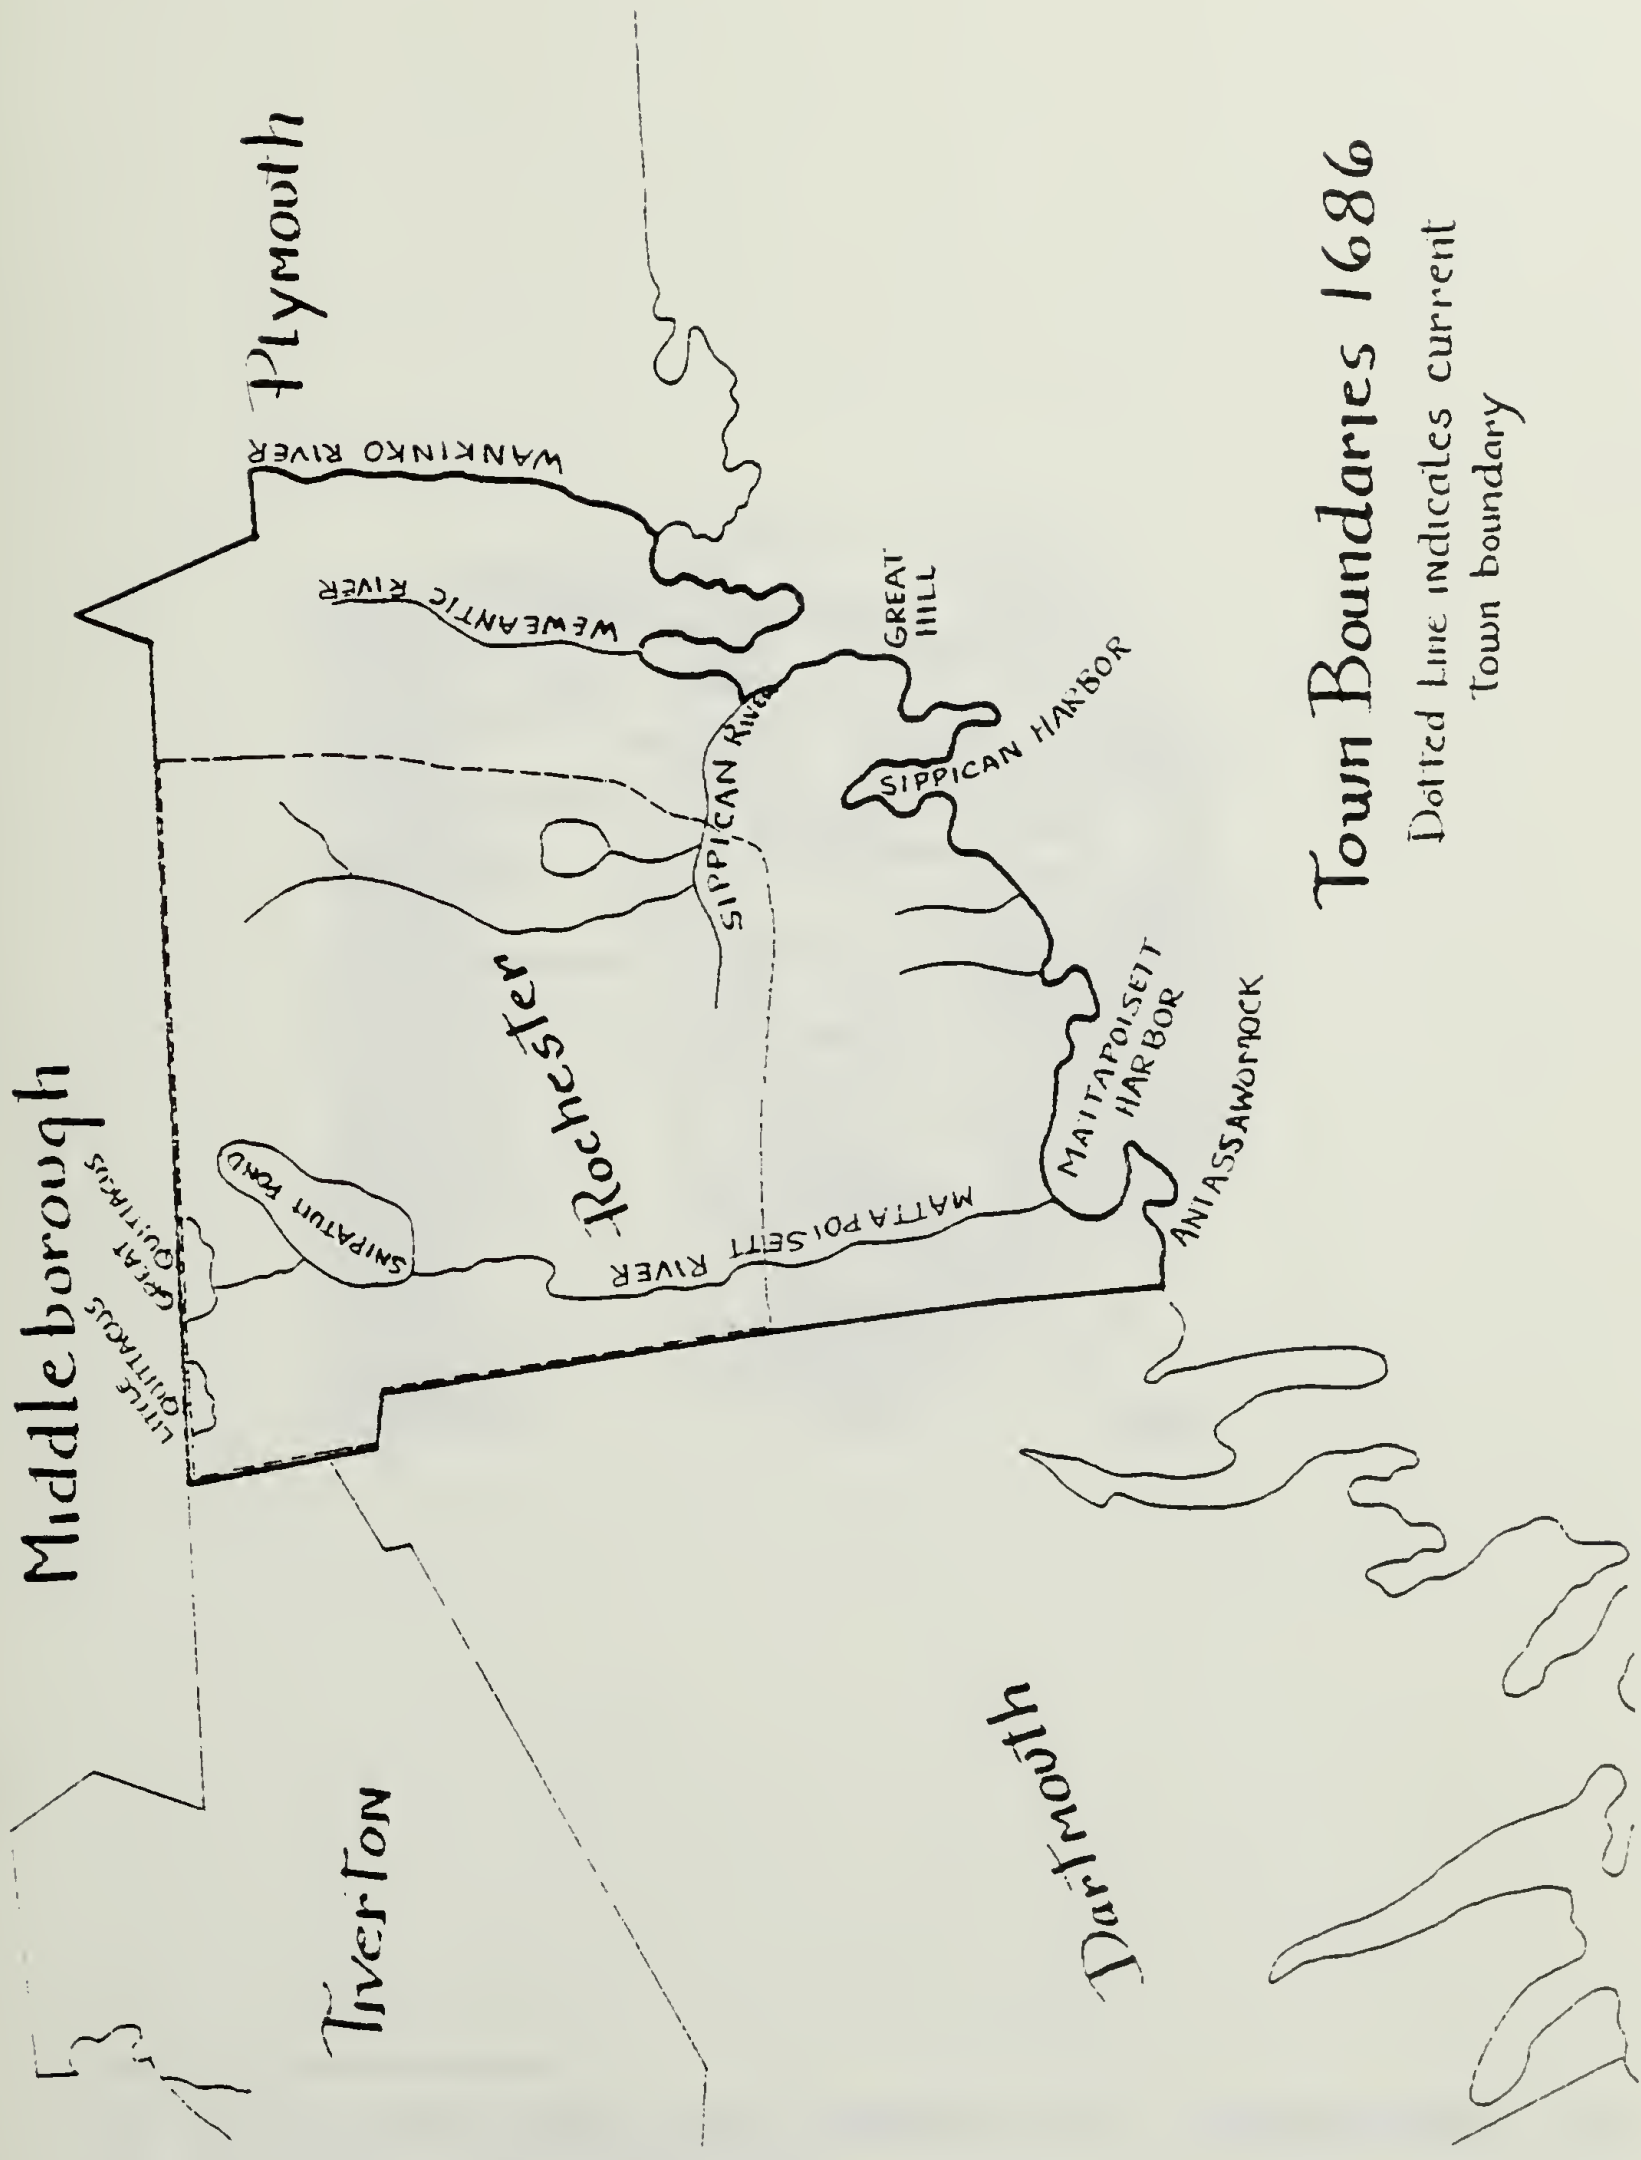 Middleborough
Plymouth
LITTLE
QUITTACUS
GREAT
QUITTACUS
SNIPATUIT POND
WANKINKO RIVER
WEWEANTIC RIVER
Rochester
SIPPICAN RIVER
Tiverton
MATTAPOISETT RIVER
GREAT
HILL
SIPPICAN HARBOR
MATTAPOISETT
HARBOR
ANTASSAWOMOCK
Dartmouth
Town Boundaries 1686
Dotted Line indicates current
Town boundary